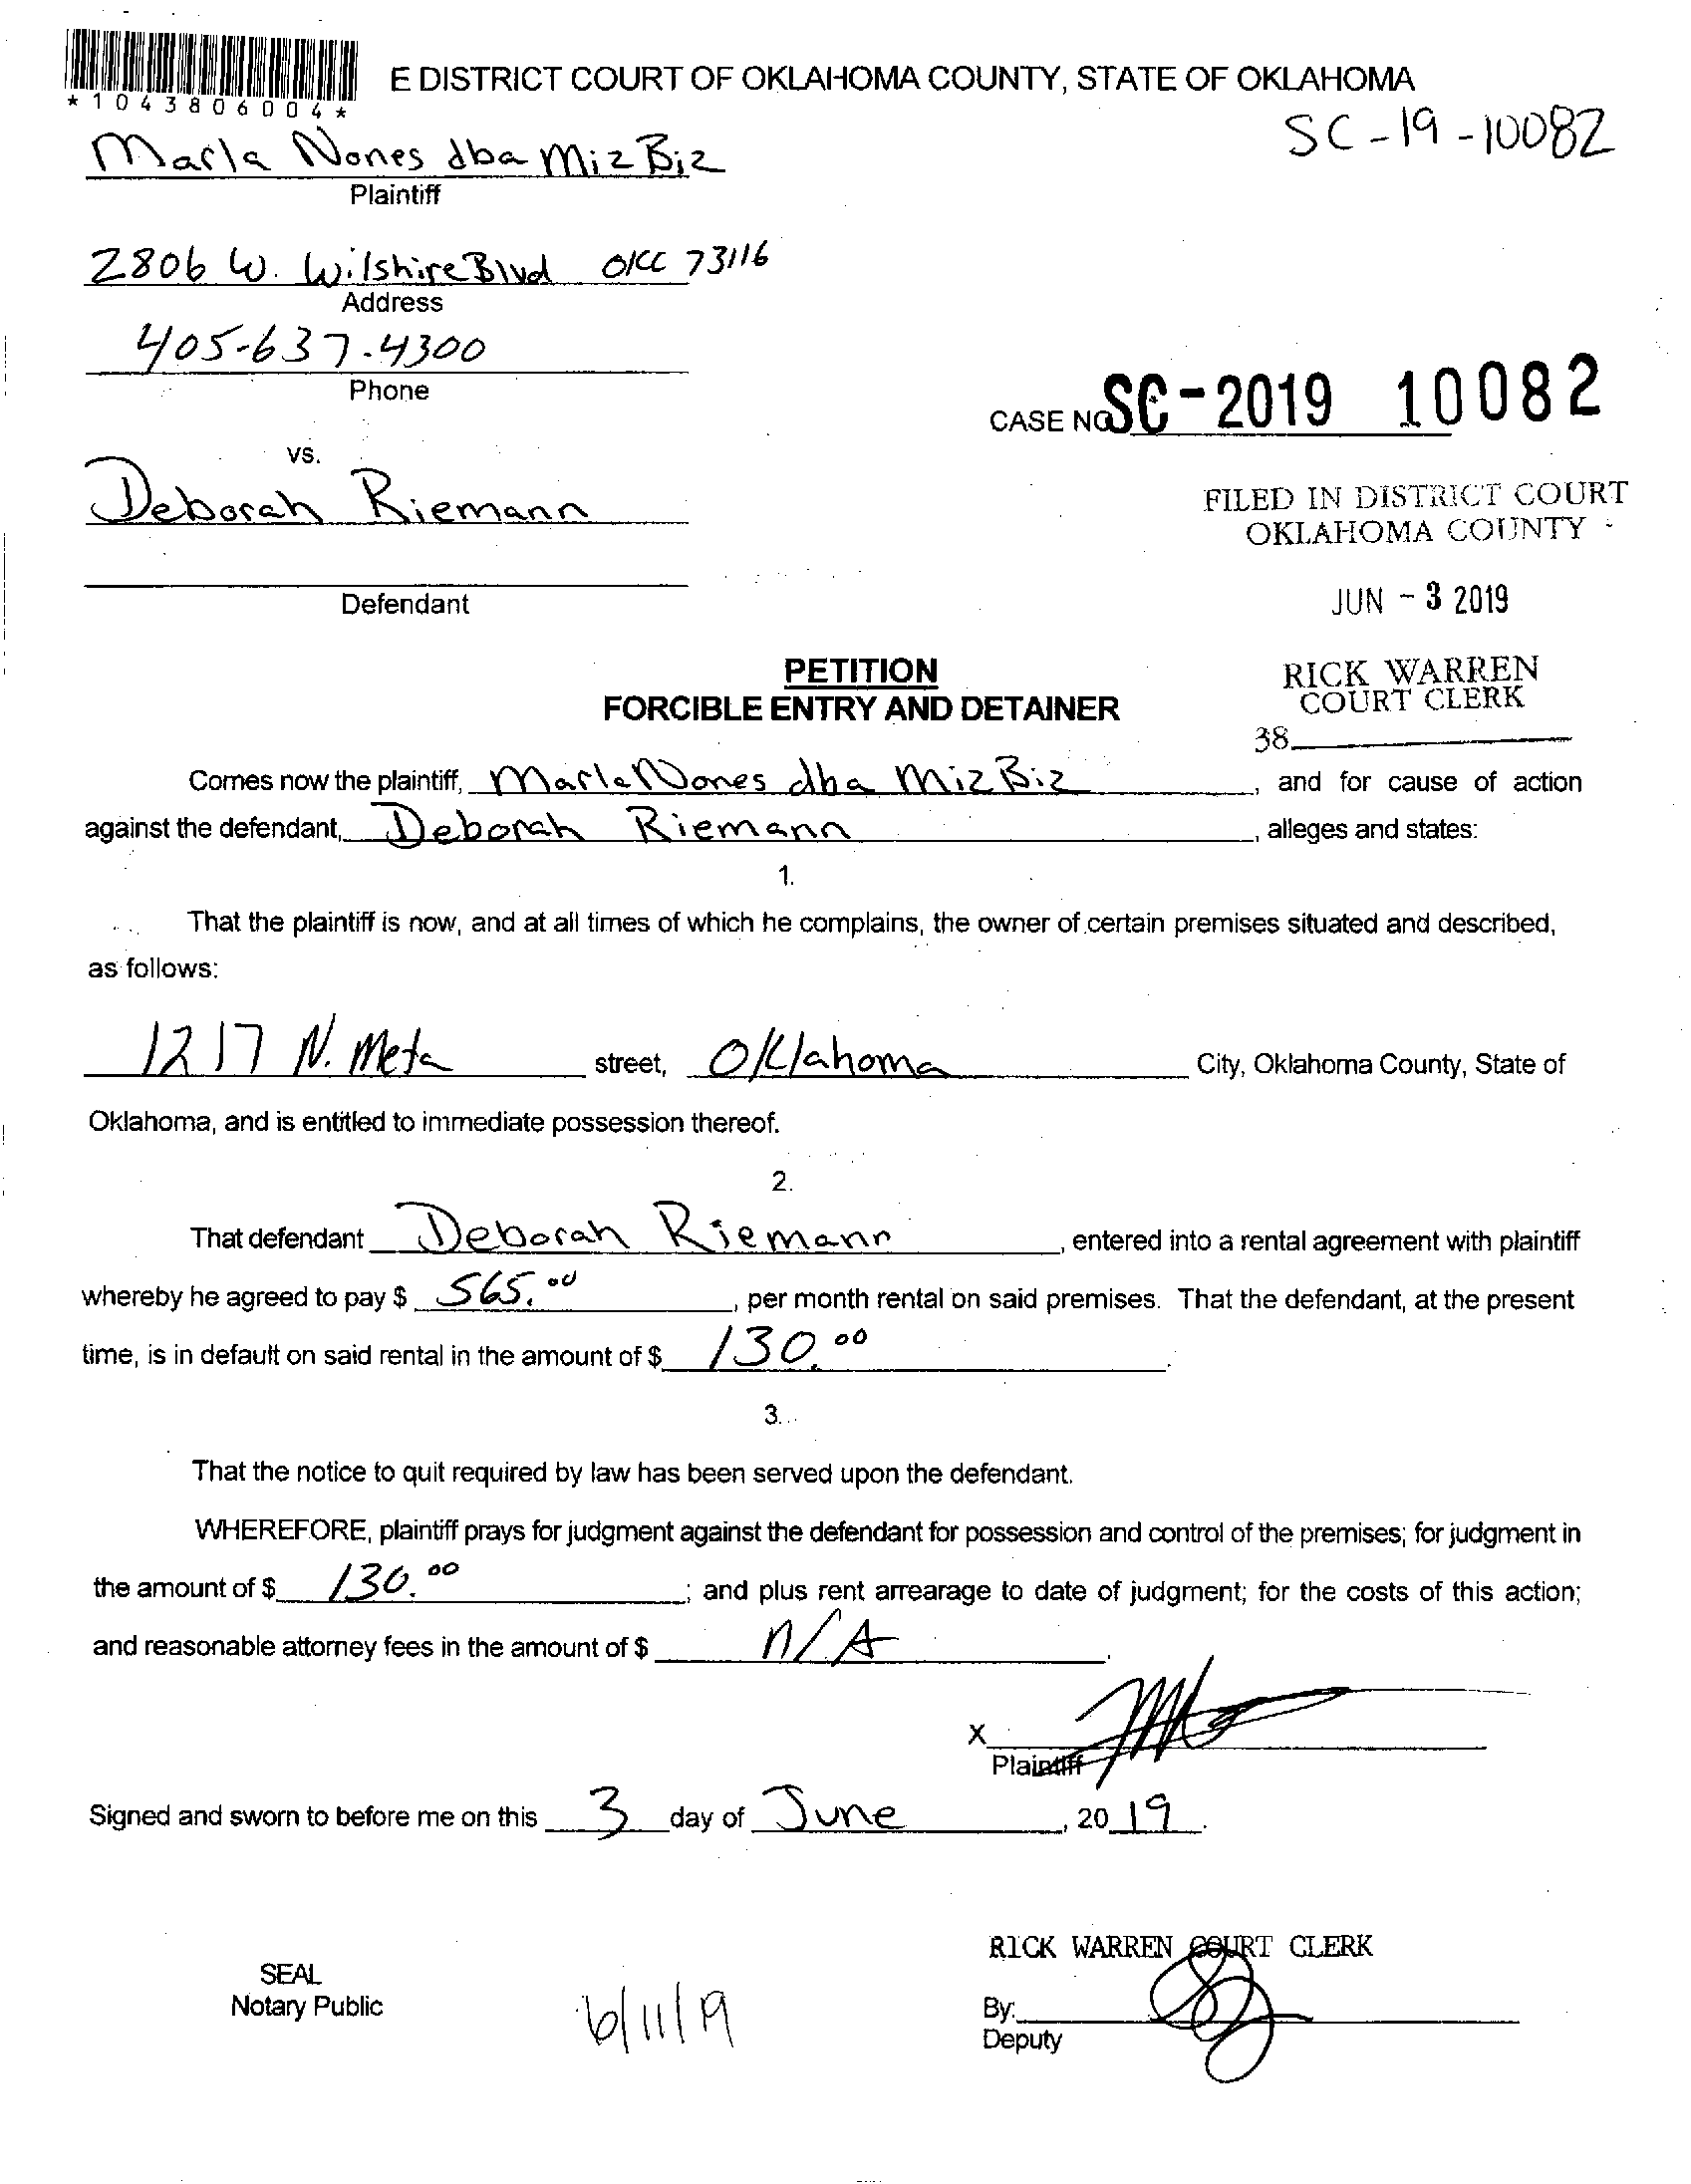 E DISTRICT COURT OF OKLAHOMA COUNTY, STATE OF OKLAHOMA
*1043806004*
SC-19-10082
Marla Nones dba MizBiz
Plaintiff
2806 W. Wilshire Blvd OKC 73116
Address
405-637-4300
Phone
CASE NO SC-2019 10082
vs.
Deborah Riemann
FILED IN DISTRICT COURT
OKLAHOMA COUNTY
Defendant
JUN - 3 2019
PETITION
FORCIBLE ENTRY AND DETAINER
RICK WARREN
COURT CLERK
38
Comes now the plaintiff, Marla Nones dba MizBiz, and for cause of action
against the defendant, Deborah Riemann, alleges and states:
1.
That the plaintiff is now, and at all times of which he complains, the owner of certain premises situated and described,
as follows:
1217 N. Meta street, Oklahoma City, Oklahoma County, State of
Oklahoma, and is entitled to immediate possession thereof.
2.
That defendant Deborah Riemann, entered into a rental agreement with plaintiff
whereby he agreed to pay $ 565.00, per month rental on said premises. That the defendant, at the present
time, is in default on said rental in the amount of $ 130.00.
3.
That the notice to quit required by law has been served upon the defendant.
WHEREFORE, plaintiff prays for judgment against the defendant for possession and control of the premises; for judgment in
the amount of $ 130.00; and plus rent arrearage to date of judgment; for the costs of this action;
and reasonable attorney fees in the amount of $ n/A.
X
Plaintiff
Signed and sworn to before me on this 3 day of June, 20 19.
RICK WARREN COURT CLERK
SEAL
Notary Public
6/11/19
By:
Deputy